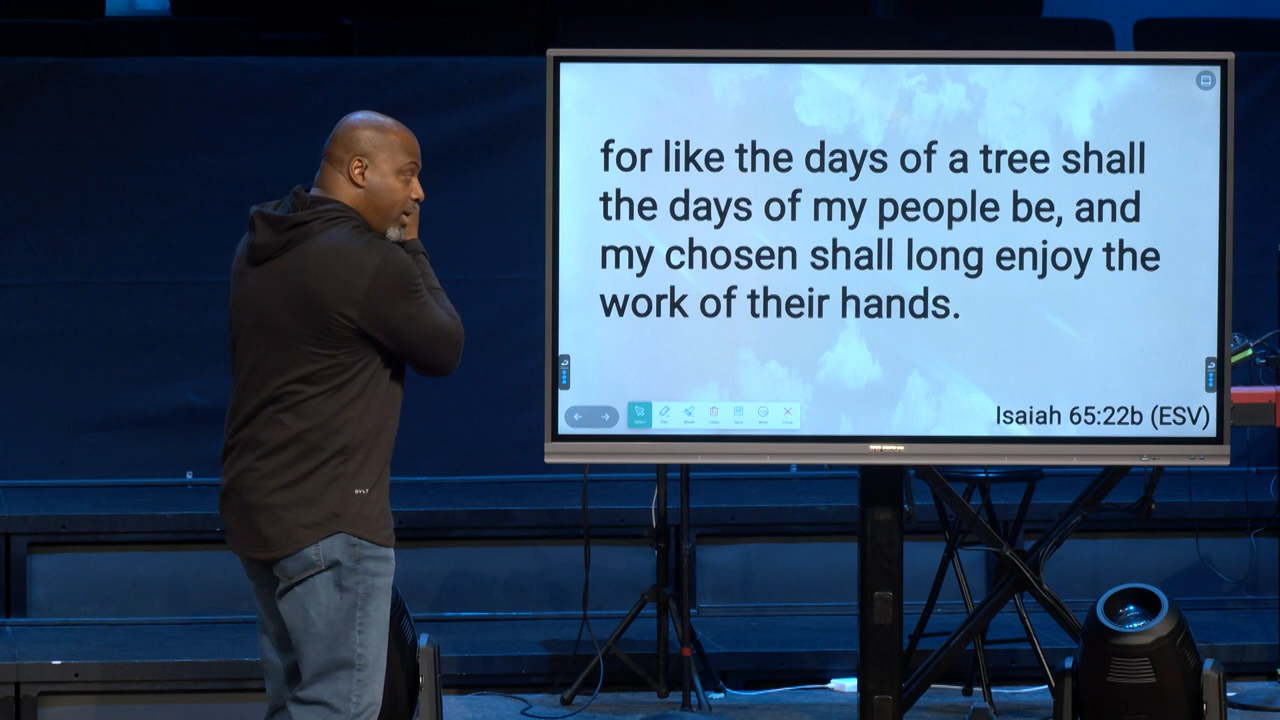 for like the days of a tree shall
the days of my people be, and
my chosen shall long enjoy the
work of their hands.
Isaiah 65:22b (ESV)
BYLT